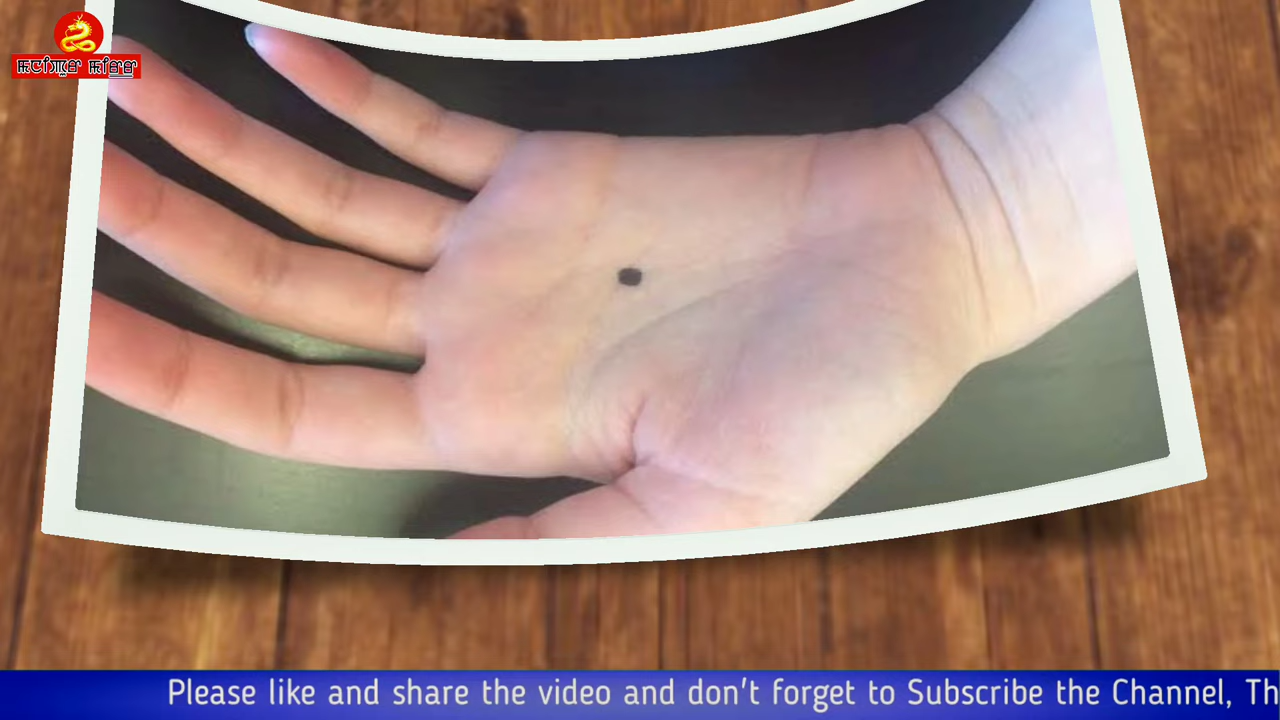 Please like and share the video and don't forget to Subscribe the Channel, Th